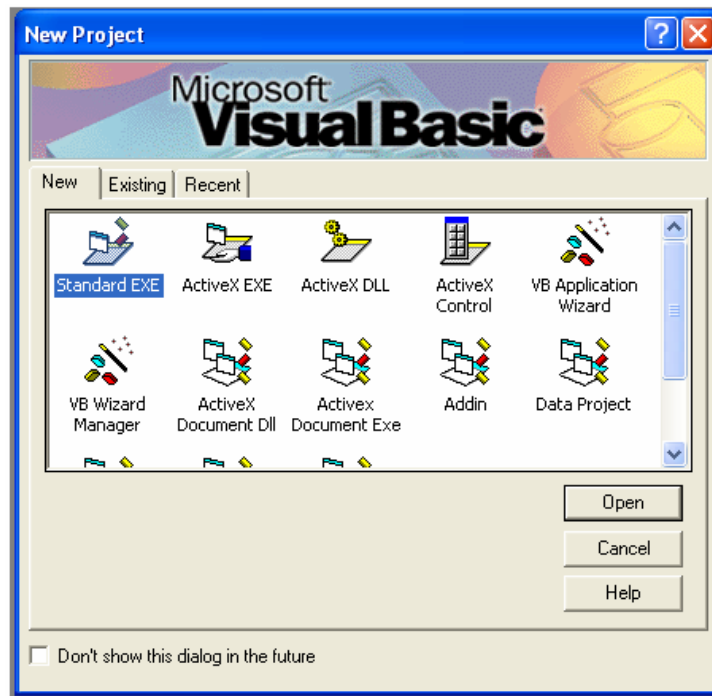 New Project
Microsoft
Visual Basic
New Existing Recent
Standard EXE ActiveX EXE ActiveX DLL ActiveX Control VB Application Wizard
VB Wizard Manager ActiveX Document Dll Activex Document Exe Addin Data Project
Open
Cancel
Help
Don't show this dialog in the future